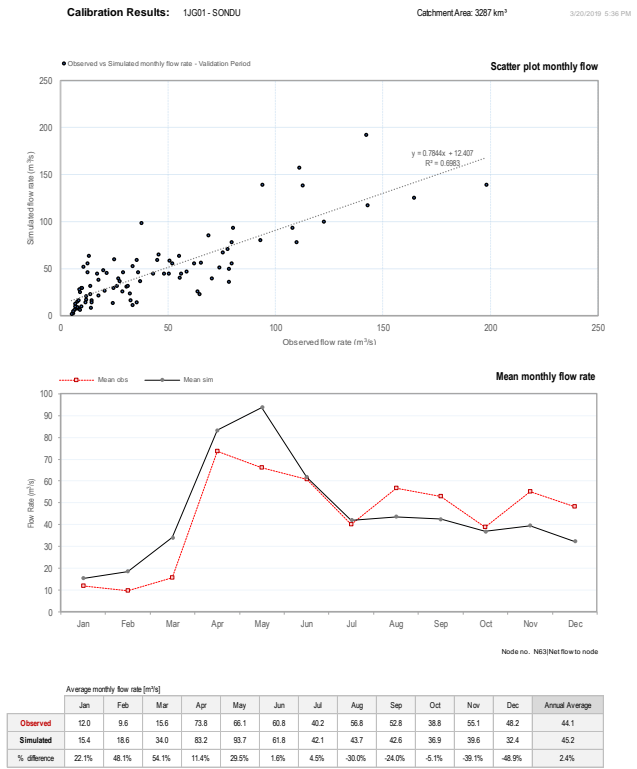 Calibration Results: 1JG01 - SONDU Catchment Area: 3287 km³ 3/20/2019 5:36 PM
Observed vs Simulated monthly flow rate - Validation Period
Scatter plot monthly flow
250
200
150
100
50
0
Simulated flow rate (m³/s)
y = 0.7844x + 12.407
R² = 0.6983
0 50 100 150 200 250
Observed flow rate (m³/s)
Mean obs Mean sim
Mean monthly flow rate
100
90
80
70
60
50
40
30
20
10
0
Flow Rate (m³/s)
Jan Feb Mar Apr May Jun Jul Aug Sep Oct Nov Dec
Node no. N63|Net flow to node
Average monthly flow rate [m³/s]
Jan Feb Mar Apr May Jun Jul Aug Sep Oct Nov Dec Annual Average
Observed 12.0 9.6 15.6 73.8 66.1 60.8 40.2 56.8 52.8 38.8 55.1 48.2 44.1
Simulated 15.4 18.6 34.0 83.2 93.7 61.8 42.1 43.7 42.6 36.9 39.6 32.4 45.2
% difference 22.1% 48.1% 54.1% 11.4% 29.5% 1.6% 4.5% -30.0% -24.0% -5.1% -39.1% -48.9% 2.4%